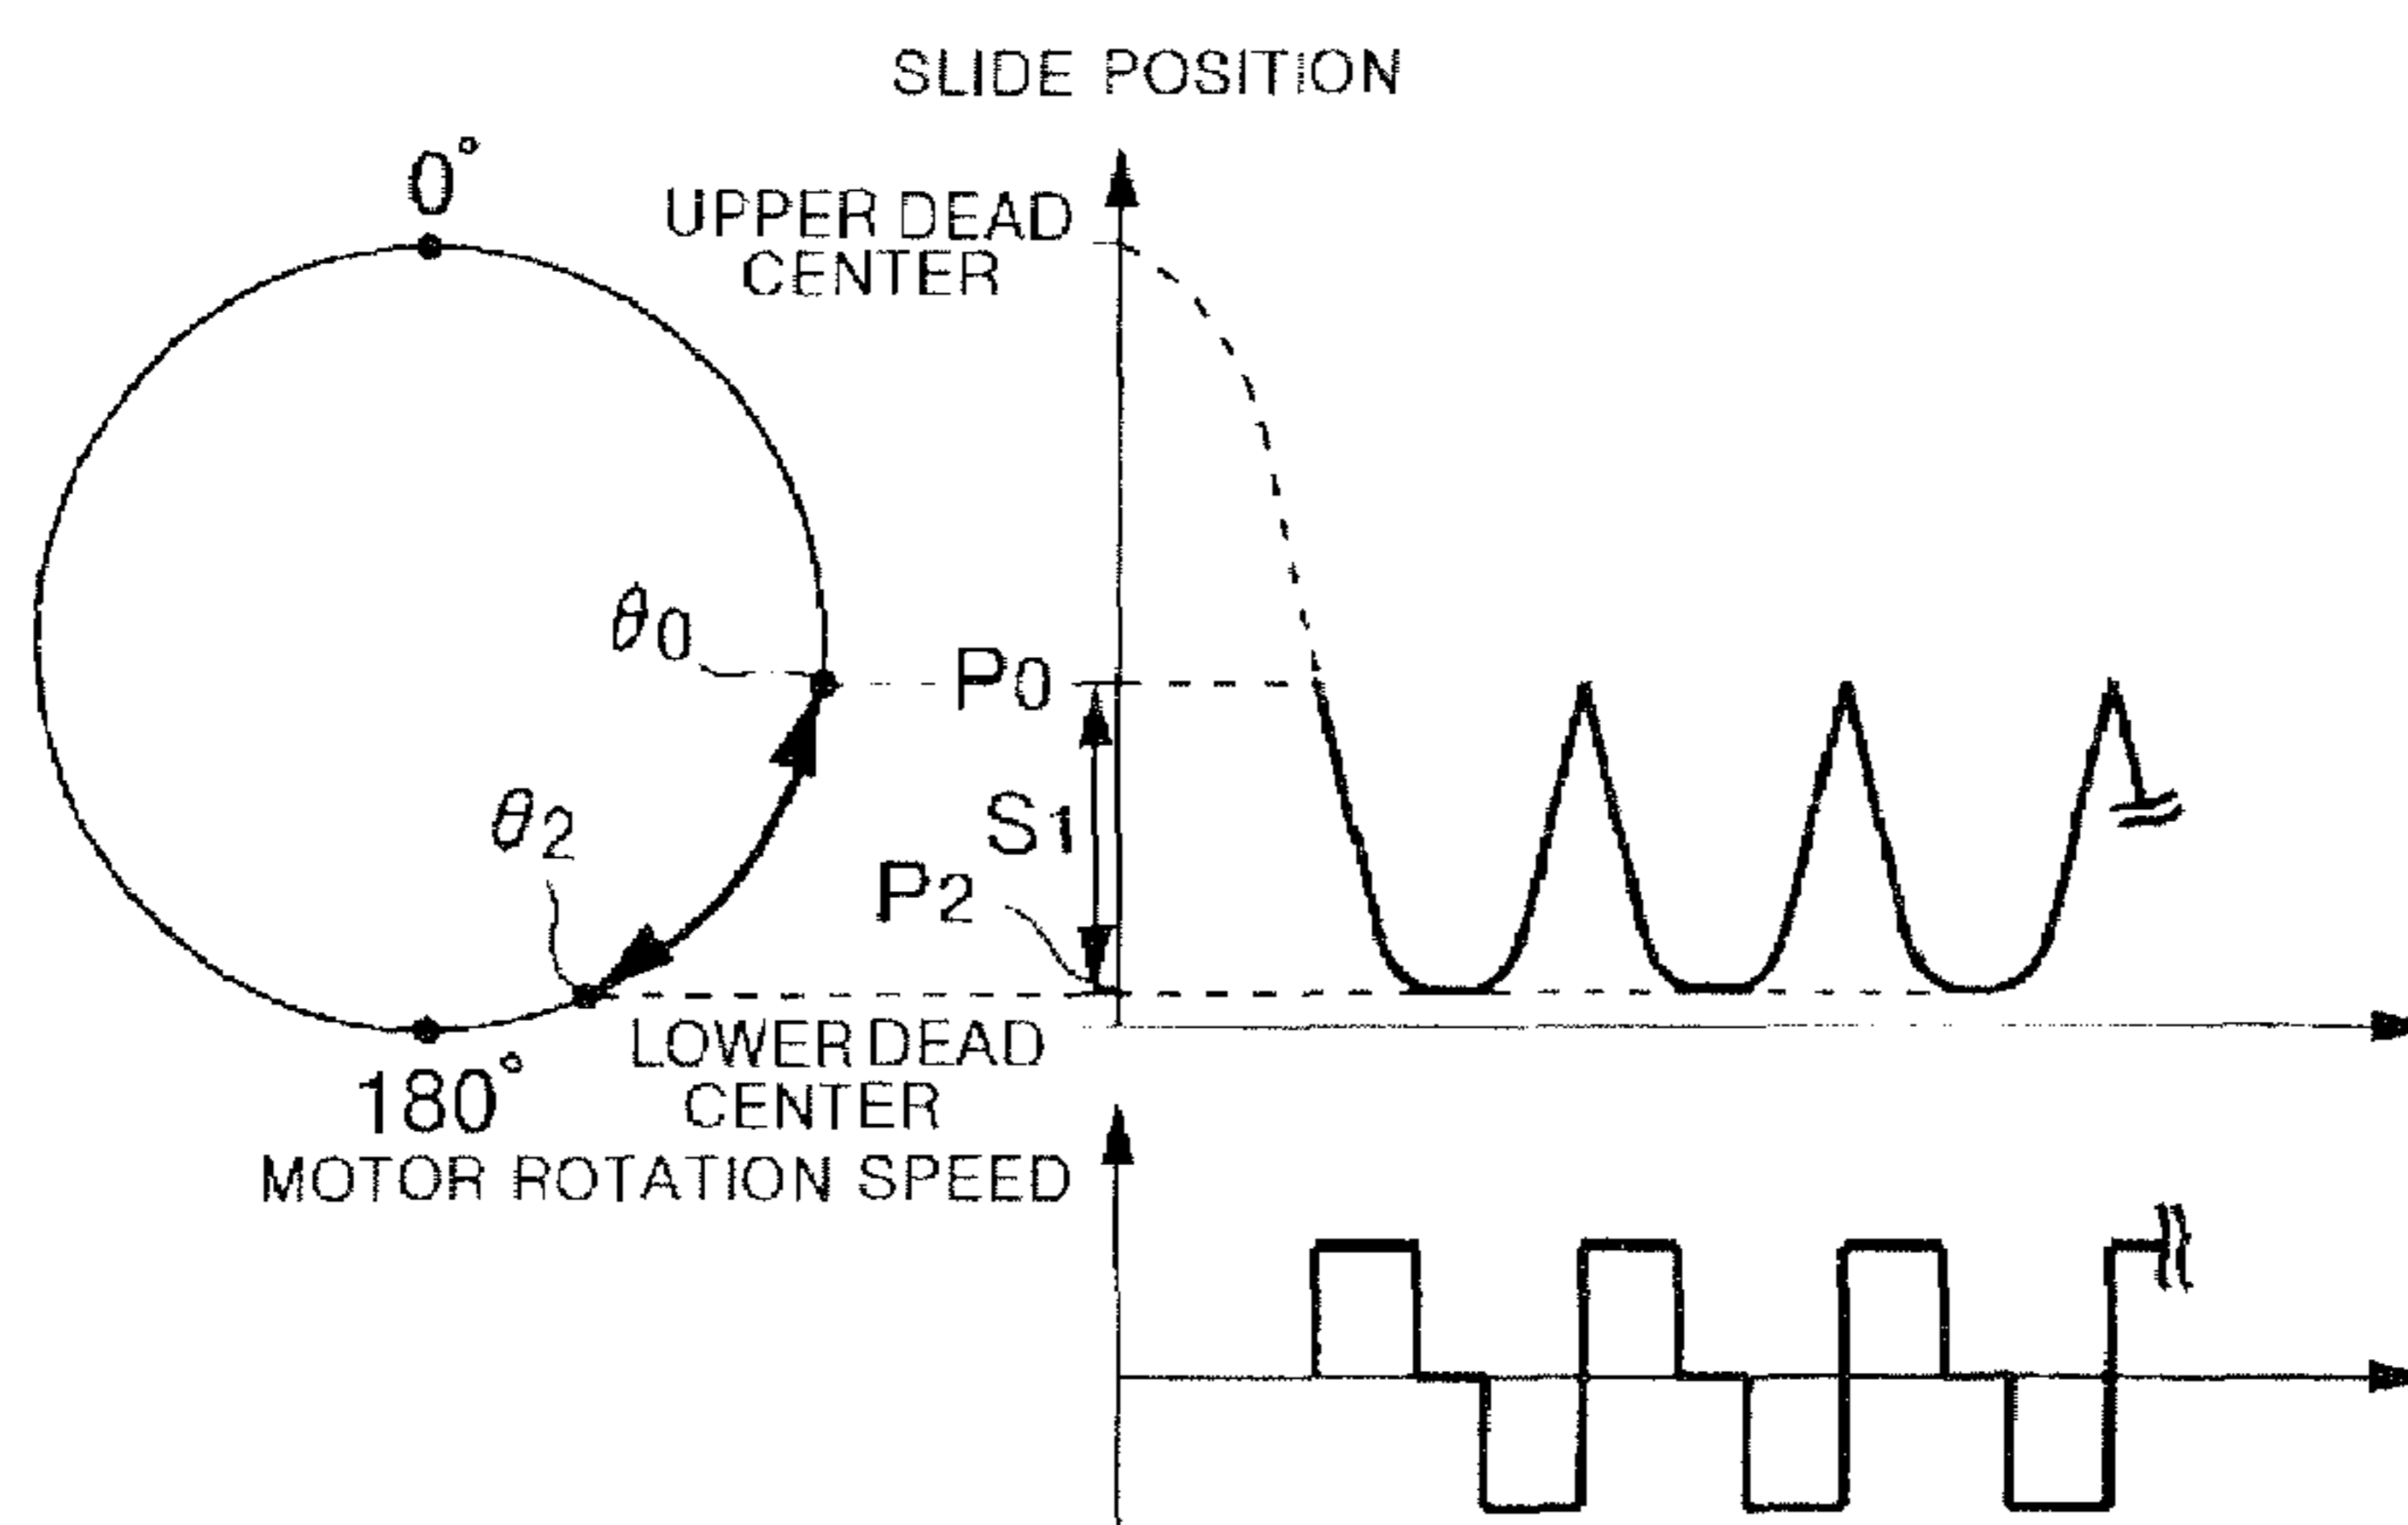 SLIDE POSITION
0°
UPPER DEAD
CENTER
θ0
P0
S1
θ2
P2
LOWER DEAD
CENTER
180°
MOTOR ROTATION SPEED